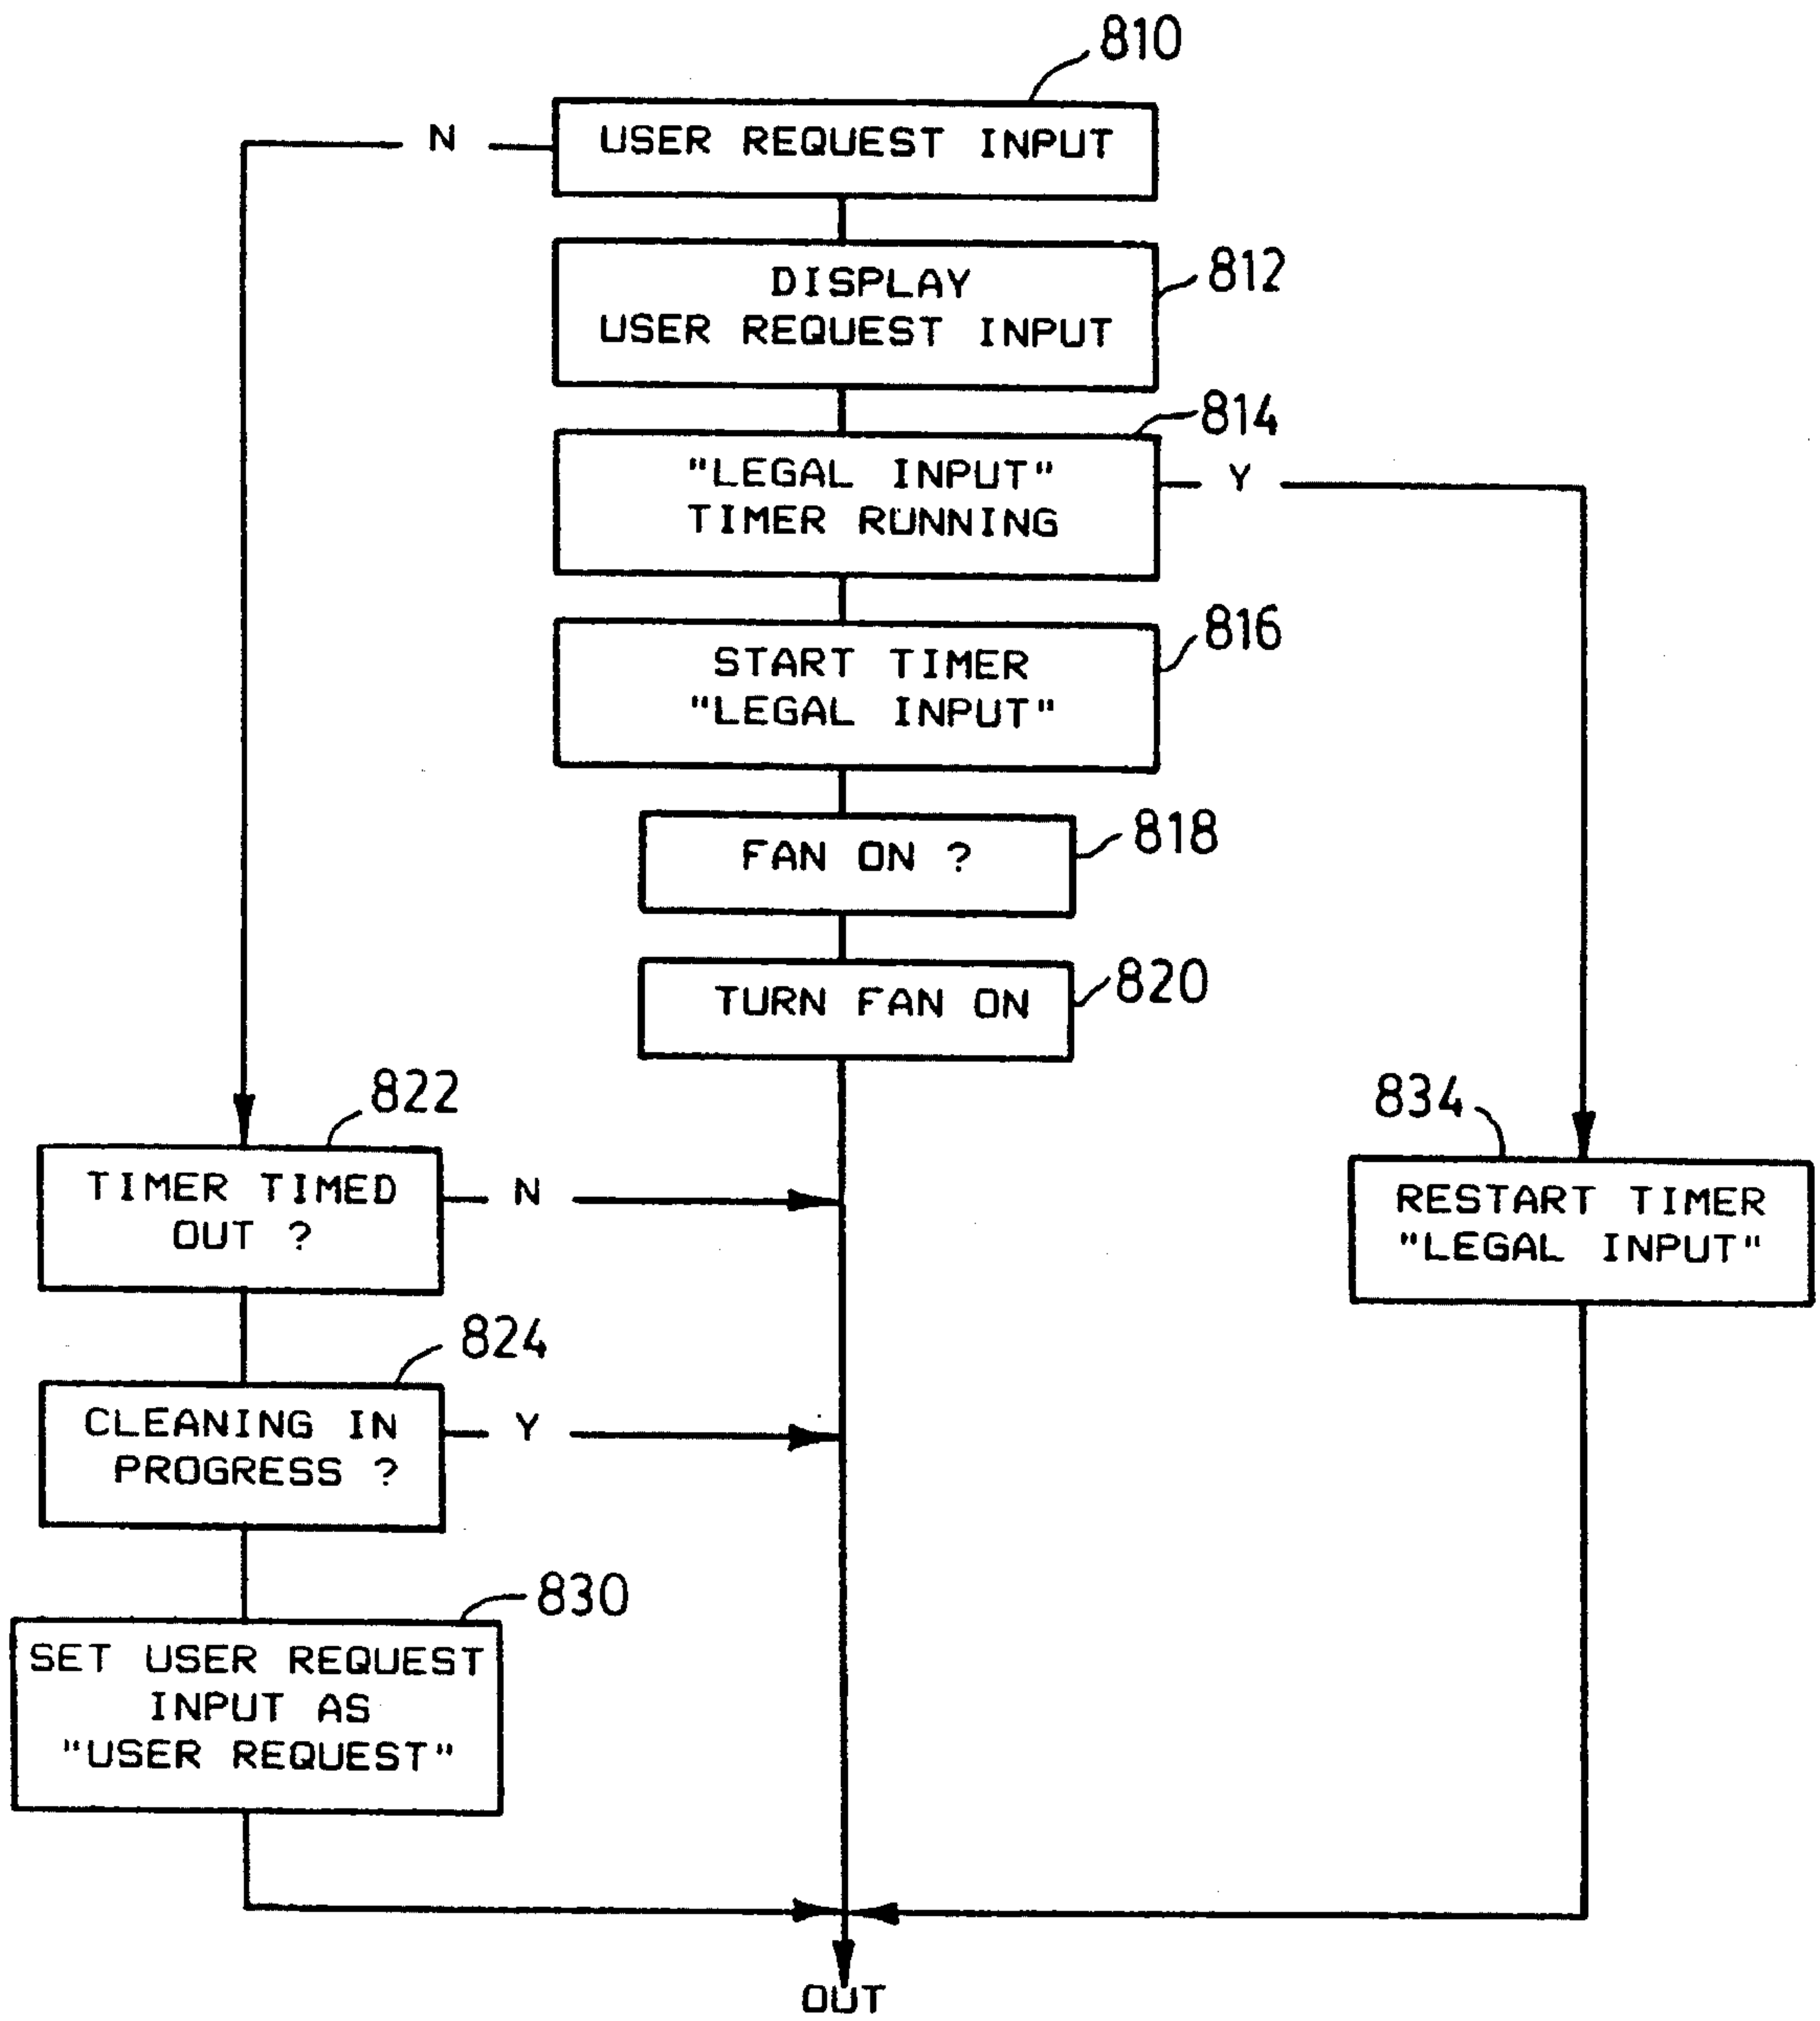 810
N
USER REQUEST INPUT
812
DISPLAY
USER REQUEST INPUT
814
"LEGAL INPUT"
TIMER RUNNING
Y
816
START TIMER
"LEGAL INPUT"
818
FAN ON ?
820
TURN FAN ON
822
TIMER TIMED
OUT ?
N
834
RESTART TIMER
"LEGAL INPUT"
824
CLEANING IN
PROGRESS ?
Y
830
SET USER REQUEST
INPUT AS
"USER REQUEST"
OUT